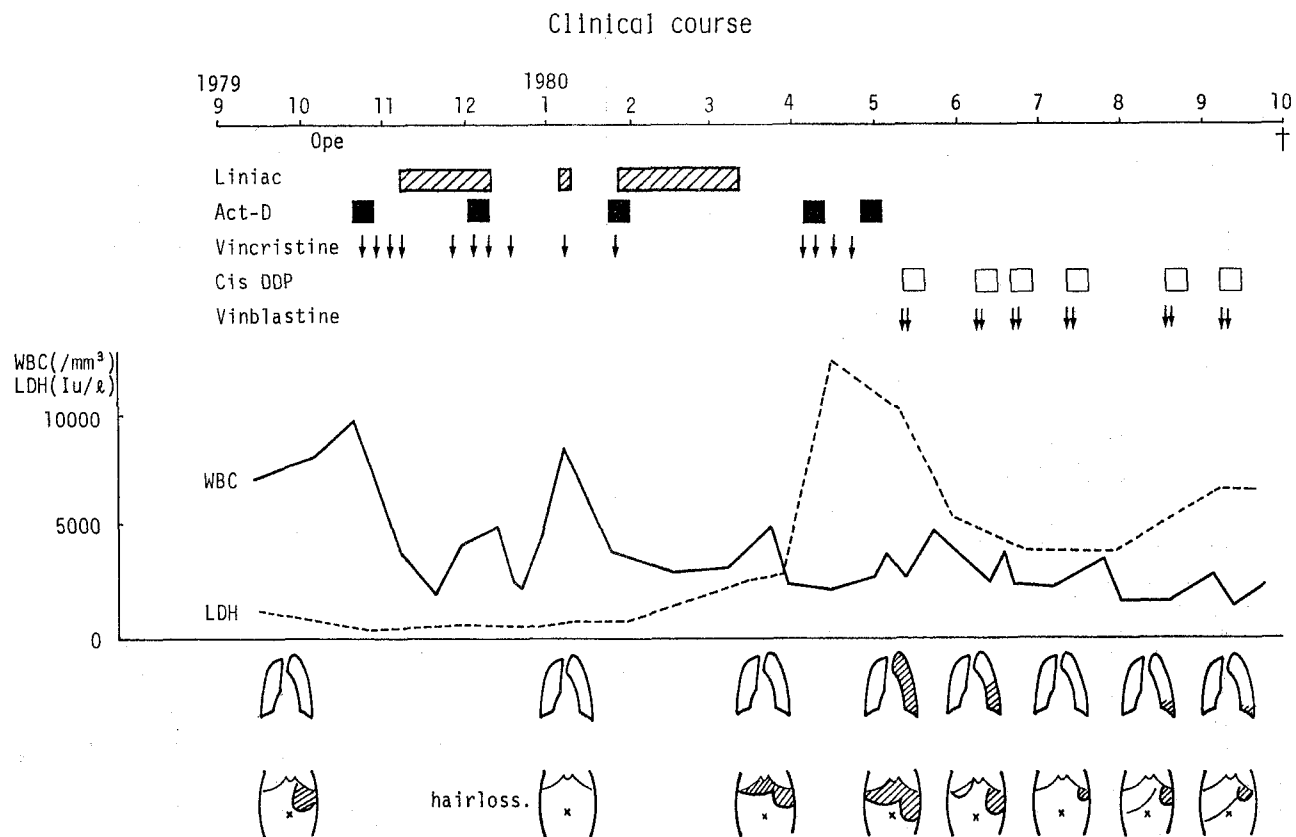 Clinical course
1979 1980
9 10 11 12 1 2 3 4 5 6 7 8 9 10
Ope †
Liniac
Act-D
Vincristine
Cis DDP
Vinblastine
WBC(/mm³)
LDH(Iu/ℓ)
10000
WBC
5000
LDH
0
hairloss.